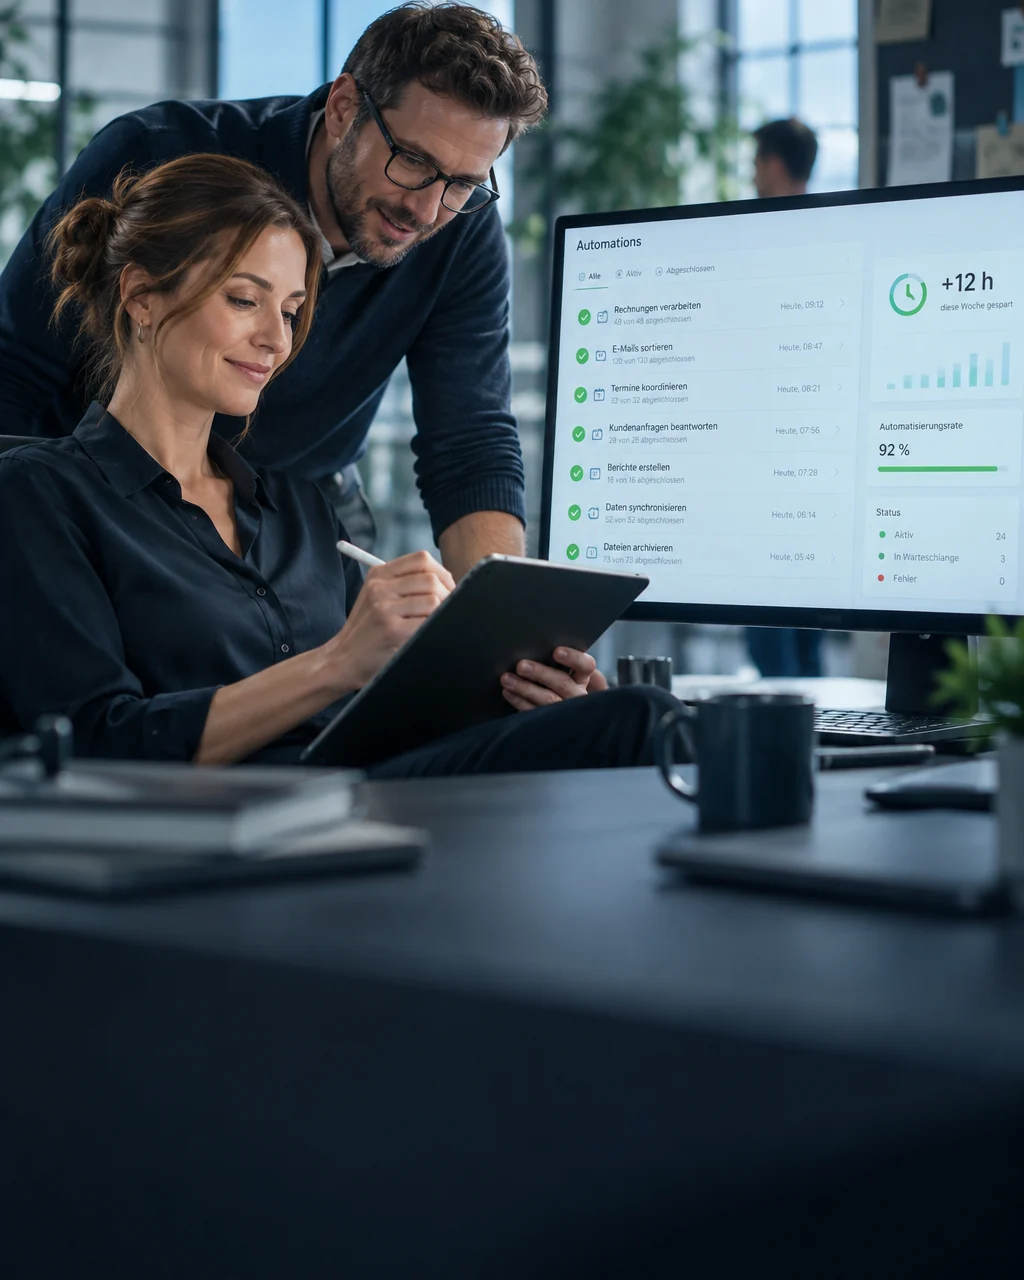 Automations
Alle Aktiv Abgeschlossen
Rechnungen verarbeiten Heute, 09:12
48 von 48 abgeschlossen
E-Mails sortieren Heute, 08:47
120 von 120 abgeschlossen
Termine koordinieren Heute, 08:21
32 von 32 abgeschlossen
Kundenanfragen beantworten Heute, 07:56
28 von 28 abgeschlossen
Berichte erstellen Heute, 07:28
16 von 16 abgeschlossen
Daten synchronisieren Heute, 06:14
52 von 52 abgeschlossen
Dateien archivieren Heute, 05:49
73 von 73 abgeschlossen
+12 h
diese Woche gespart
Automatisierungsrate
92 %
Status
Aktiv 24
In Warteschlange 3
Fehler 0